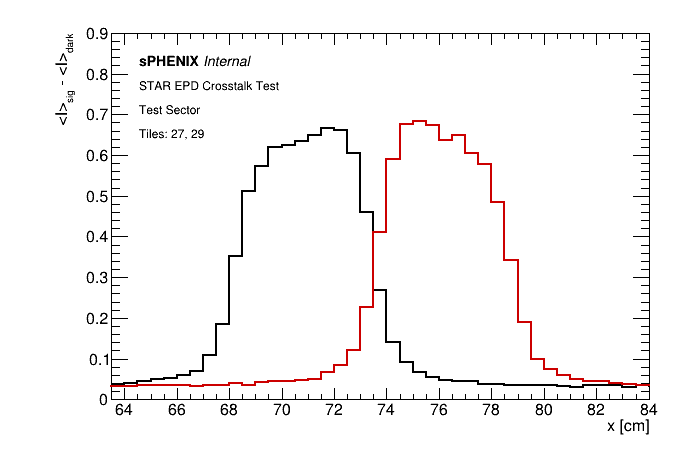 <I>sig - <I>dark
0.9
0.8
0.7
0.6
0.5
0.4
0.3
0.2
0.1
0
sPHENIX Internal
STAR EPD Crosstalk Test
Test Sector
Tiles: 27, 29
64 66 68 70 72 74 76 78 80 82 84
x [cm]